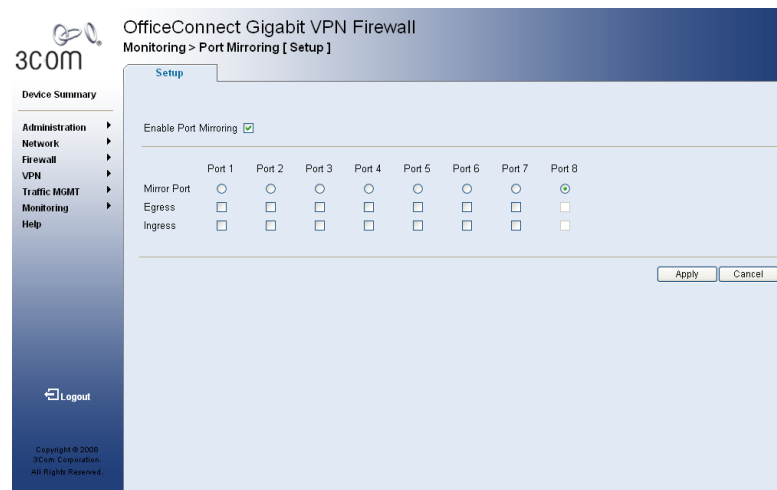 3COM
OfficeConnect Gigabit VPN Firewall
Monitoring > Port Mirroring [ Setup ]
Setup
Device Summary
Administration
Network
Firewall
VPN
Traffic MGMT
Monitoring
Help
Enable Port Mirroring
Port 1 Port 2 Port 3 Port 4 Port 5 Port 6 Port 7 Port 8
Mirror Port
Egress
Ingress
Apply Cancel
Logout
Copyright © 2008
3Com Corporation.
All Rights Reserved.